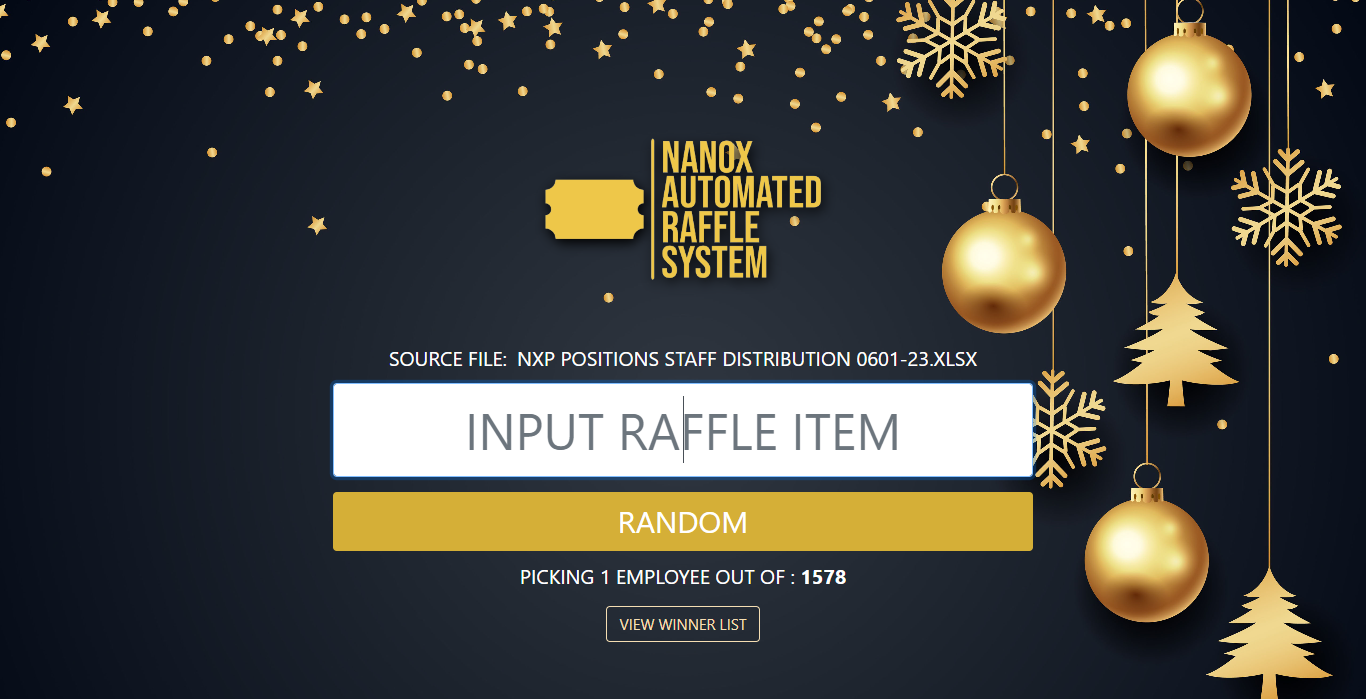 NANOX
AUTOMATED
RAFFLE
SYSTEM
SOURCE FILE: NXP POSITIONS STAFF DISTRIBUTION 0601-23.XLSX
INPUT RAFFLE ITEM
RANDOM
PICKING 1 EMPLOYEE OUT OF : 1578
VIEW WINNER LIST